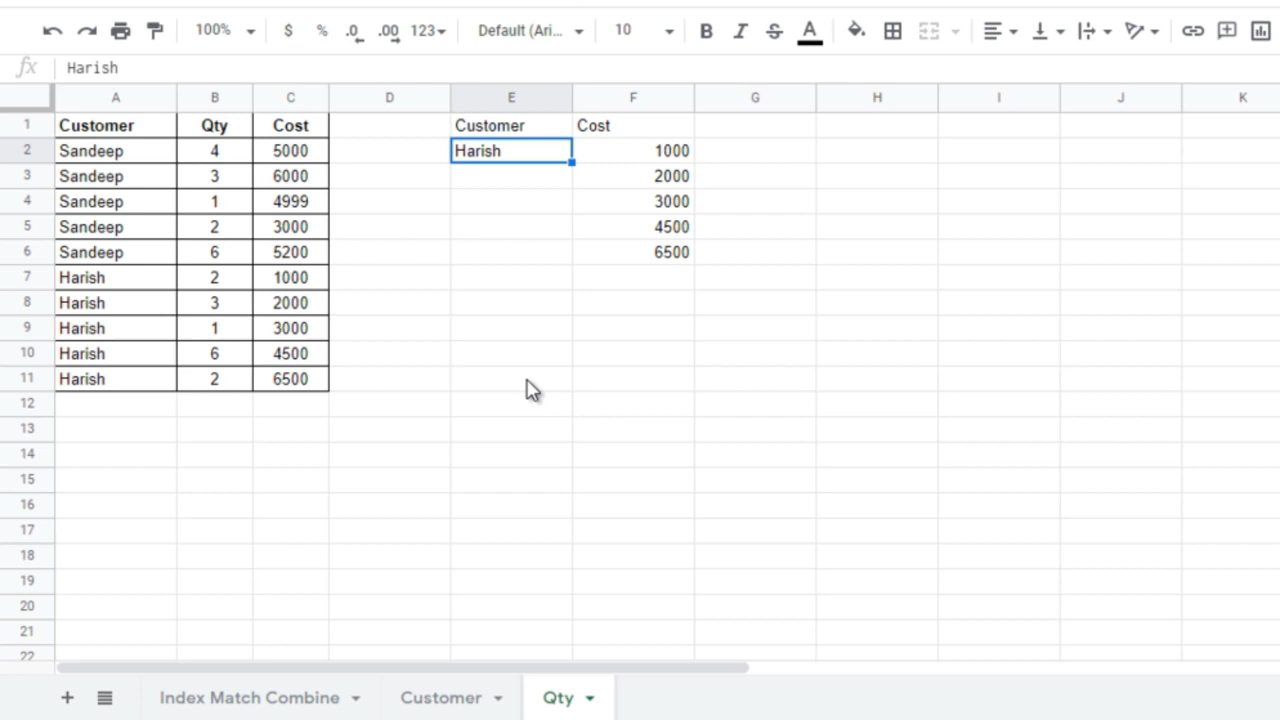 100% $ % .0 .00 123 Default (Ari... 10 B I S A
fx Harish
A B C D E F G H I J K
1 Customer Qty Cost Customer Cost
2 Sandeep 4 5000 Harish 1000
3 Sandeep 3 6000 2000
4 Sandeep 1 4999 3000
5 Sandeep 2 3000 4500
6 Sandeep 6 5200 6500
7 Harish 2 1000
8 Harish 3 2000
9 Harish 1 3000
10 Harish 6 4500
11 Harish 2 6500
12
13
14
15
16
17
18
19
20
21
22
+ Index Match Combine Customer Qty